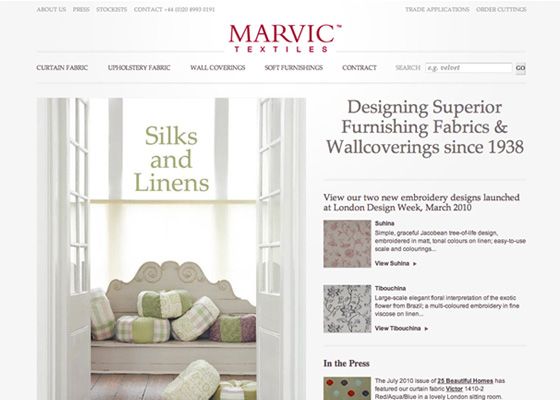 ABOUT US PRESS STOCKISTS CONTACT +44 (0)20 8993 0191 TRADE APPLICATIONS ORDER CUTTINGS
MARVIC™
TEXTILES
CURTAIN FABRIC UPHOLSTERY FABRIC WALL COVERINGS SOFT FURNISHINGS CONTRACT SEARCH e.g. velvet GO
Silks
and
Linens
Designing Superior
Furnishing Fabrics &
Wallcoverings since 1938
View our two new embroidery designs launched
at London Design Week, March 2010
Suhina
Simple, graceful Jacobean tree-of-life design,
embroidered in matt, tonal colours on linen; easy-to-use
scale and colourings...
View Suhina ►
Tibouchina
Large-scale elegant floral interpretation of the exotic
flower from Brazil; a multi-coloured embroidery in fine
viscose on linen...
View Tibouchina ►
In the Press
The July 2010 issue of 25 Beautiful Homes has
featured our curtain fabric Victor 1410-2
Red/Aqua/Blue in a lovely London sitting room.